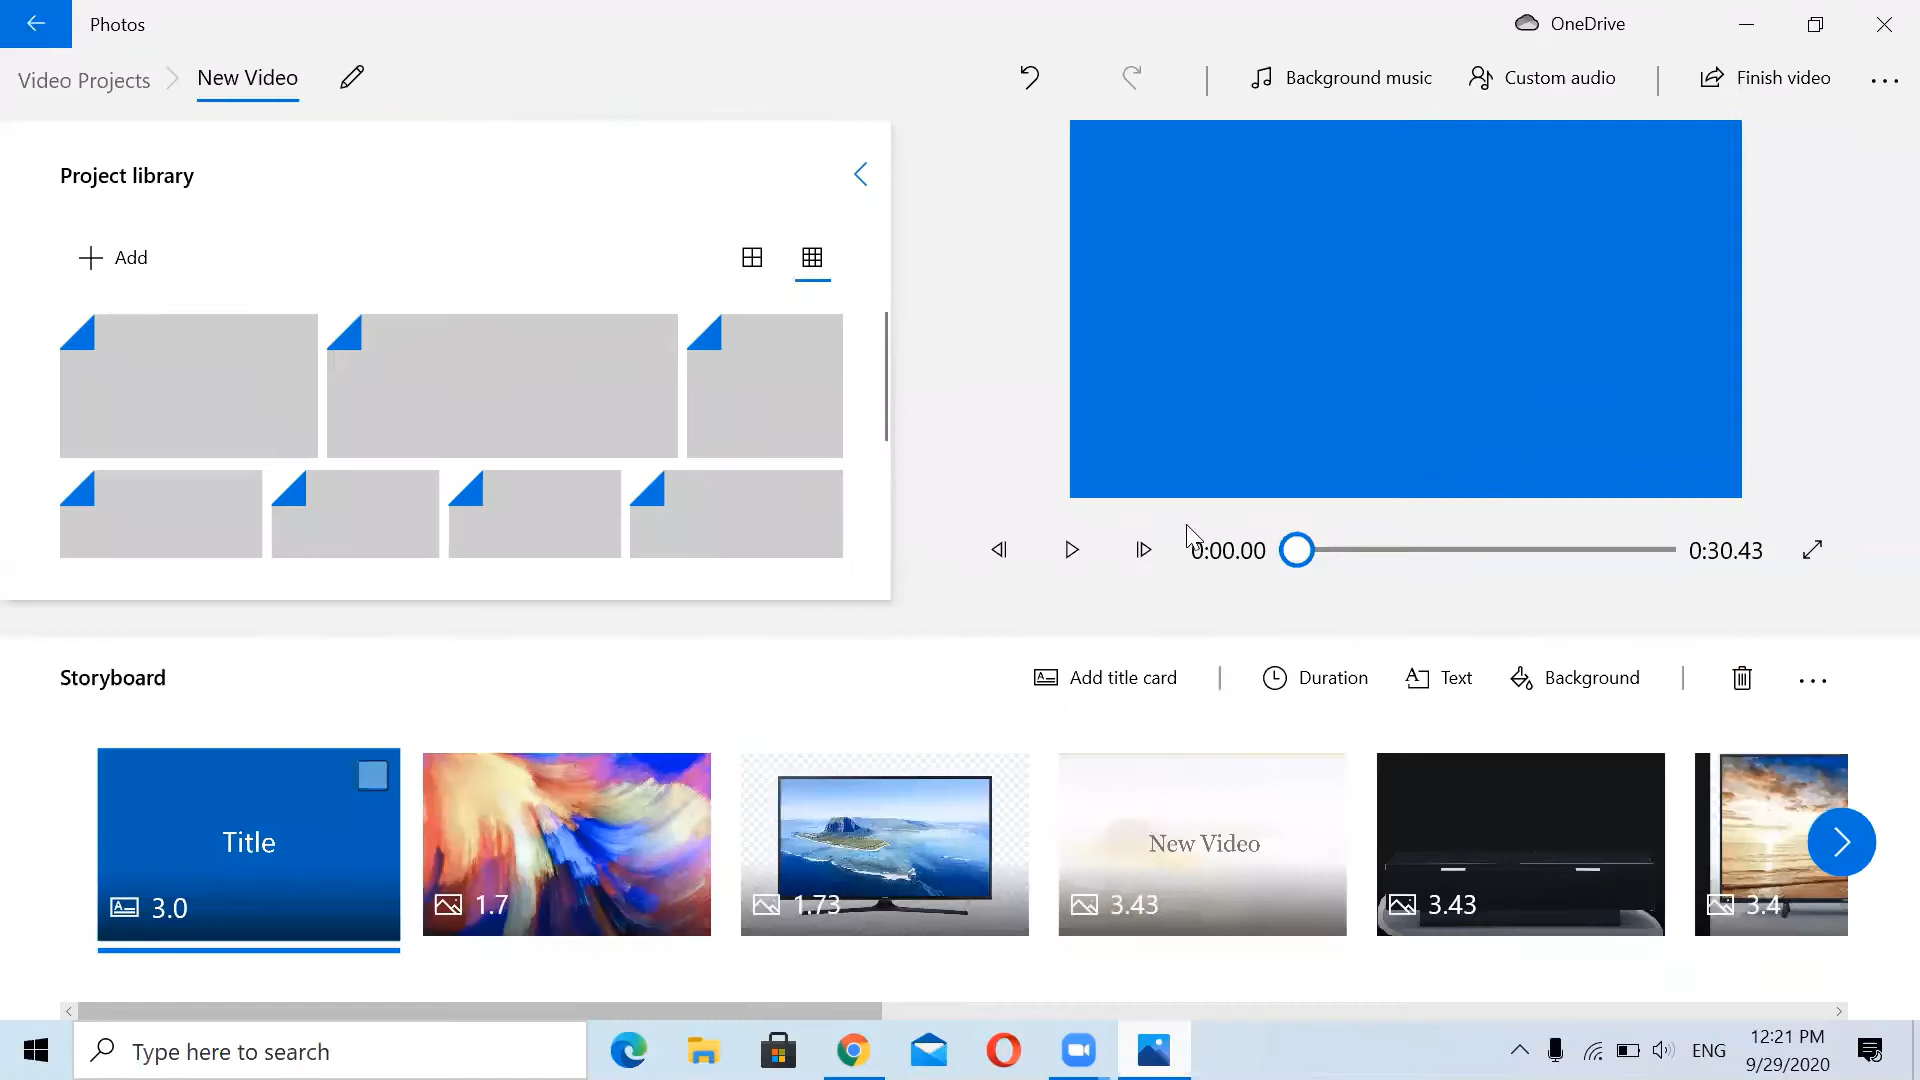 Photos
OneDrive
Video Projects
New Video
Background music
Custom audio
Finish video
Project library
Add
0:00.00
0:30.43
Storyboard
Add title card
Duration
Text
Background
Title
3.0
1.7
1.73
New Video
3.43
3.43
3.4
Type here to search
ENG
12:21 PM
9/29/2020